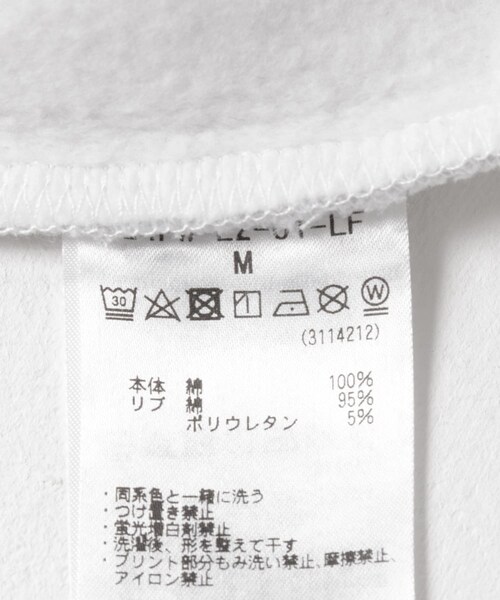 M
30
W
(3114212)
本体 綿 100%
リブ 綿 95%
ポリウレタン 5%
・同系色と一緒に洗う
・つけ置き禁止
・蛍光増白剤禁止
・洗濯後、形を整えて干す
・プリント部分もみ洗い禁止、摩擦禁止、
アイロン禁止